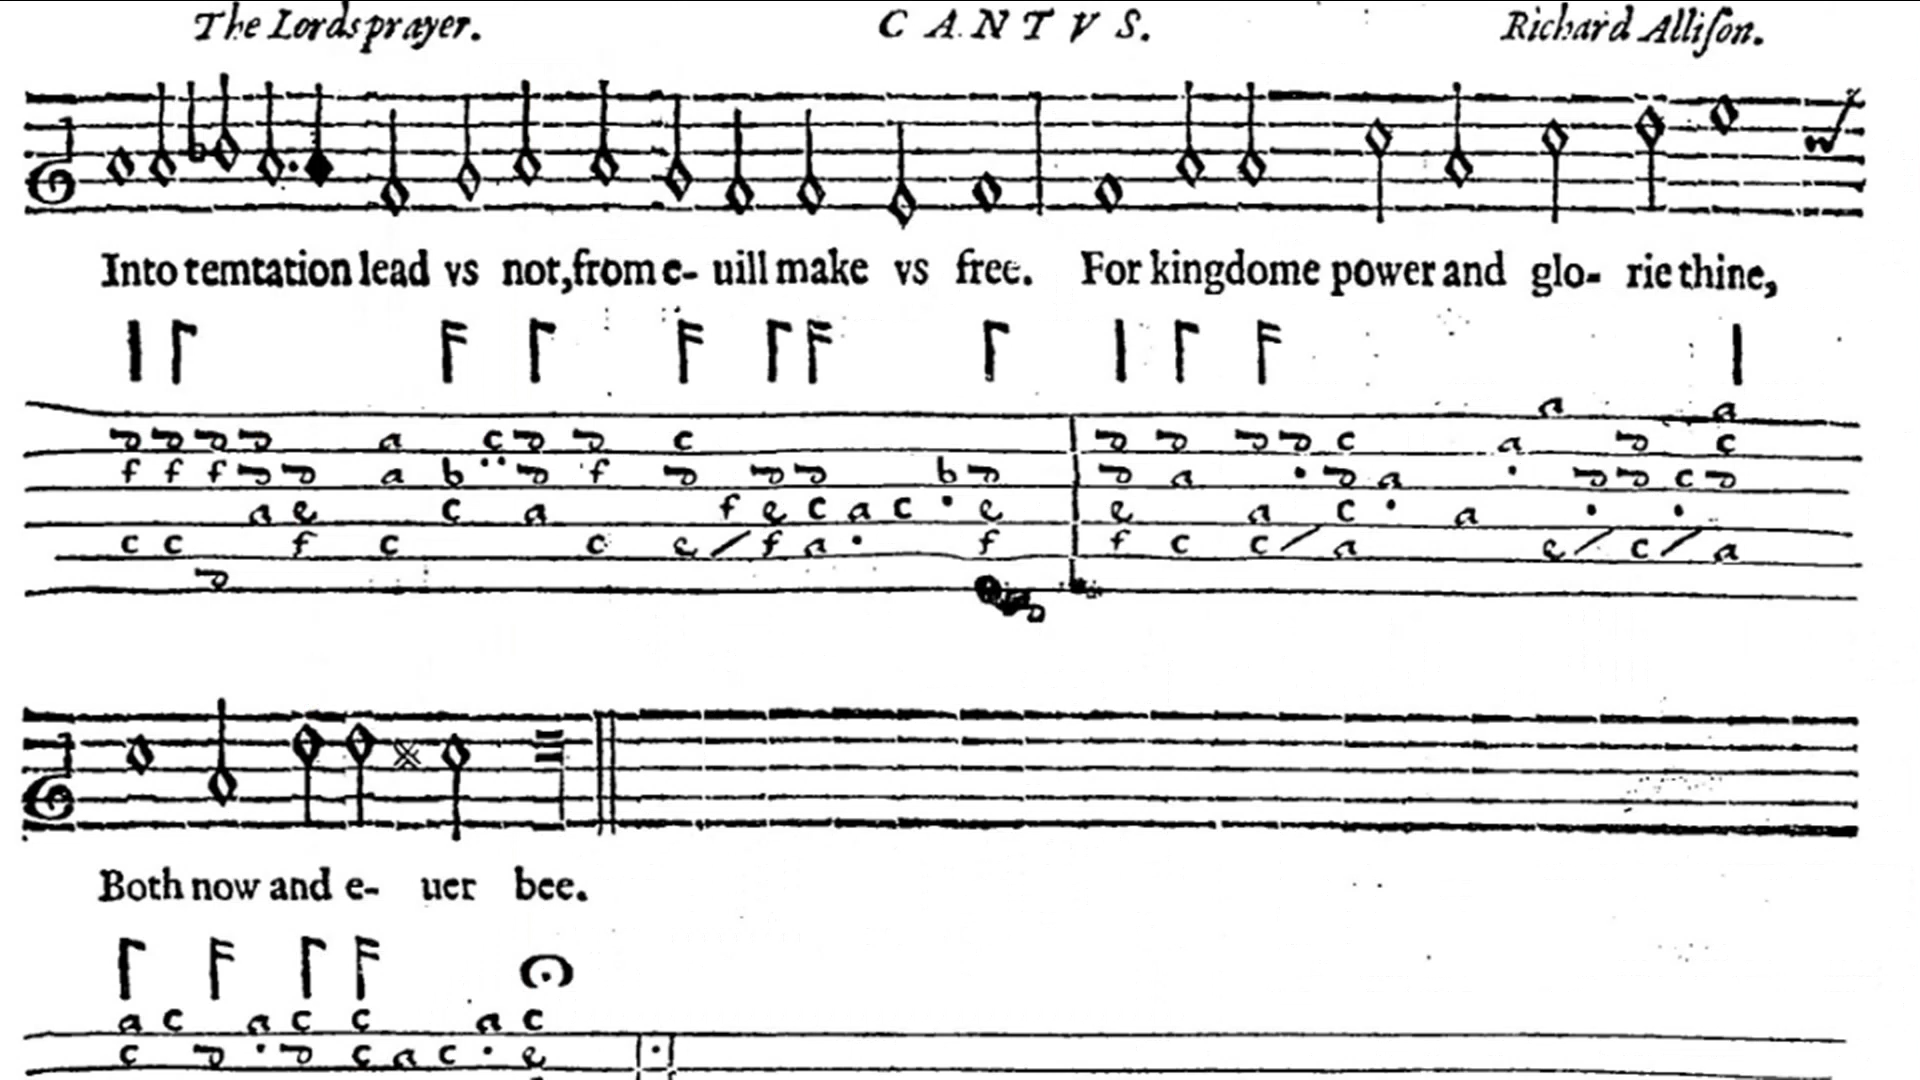 The Lords prayer. CANTVS. Richard Alliſon.
Into temtation lead vs not, from e- uill make vs free. For kingdome power and glo- rie thine,
Both now and e- uer bee.